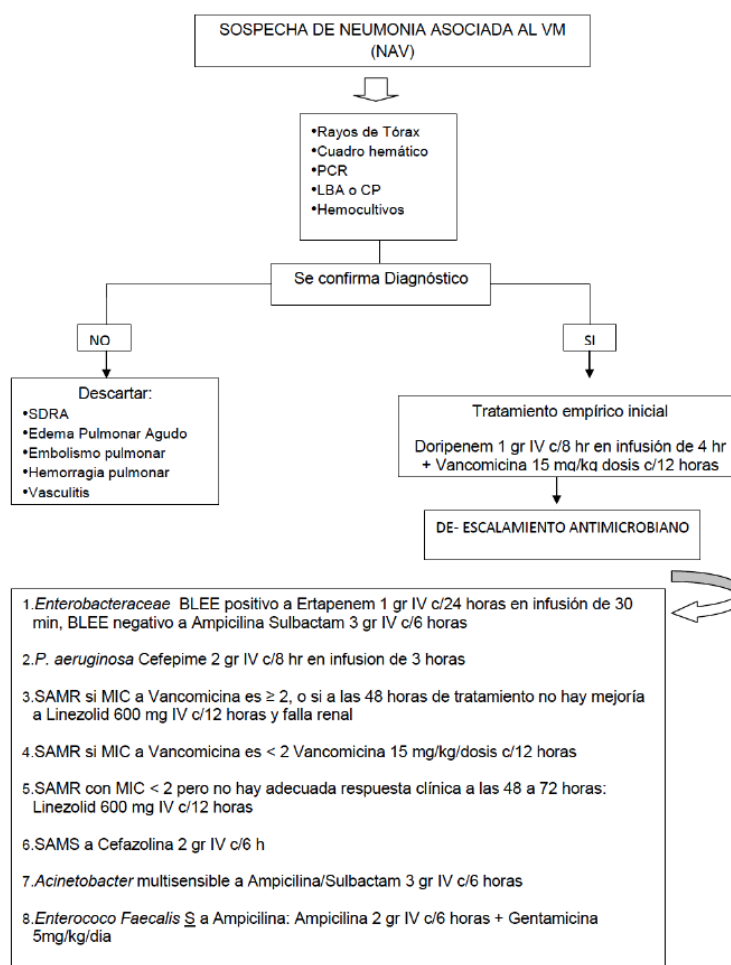 SOSPECHA DE NEUMONIA ASOCIADA AL VM
(NAV)
•Rayos de Tórax
•Cuadro hemático
•PCR
•LBA o CP
•Hemocultivos
Se confirma Diagnóstico
NO
SI
Descartar:
•SDRA
•Edema Pulmonar Agudo
•Embolismo pulmonar
•Hemorragia pulmonar
•Vasculitis
Tratamiento empírico inicial
Doripenem 1 gr IV c/8 hr en infusión de 4 hr
+ Vancomicina 15 mg/kg dosis c/12 horas
DE- ESCALAMIENTO ANTIMICROBIANO
1.Enterobacteraceae BLEE positivo a Ertapenem 1 gr IV c/24 horas en infusión de 30
min, BLEE negativo a Ampicilina Sulbactam 3 gr IV c/6 horas
2.P. aeruginosa Cefepime 2 gr IV c/8 hr en infusion de 3 horas
3.SAMR si MIC a Vancomicina es ≥ 2, o si a las 48 horas de tratamiento no hay mejoría
a Linezolid 600 mg IV c/12 horas y falla renal
4.SAMR si MIC a Vancomicina es < 2 Vancomicina 15 mg/kg/dosis c/12 horas
5.SAMR con MIC < 2 pero no hay adecuada respuesta clínica a las 48 a 72 horas:
Linezolid 600 mg IV c/12 horas
6.SAMS a Cefazolina 2 gr IV c/6 h
7.Acinetobacter multisensible a Ampicilina/Sulbactam 3 gr IV c/6 horas
8.Enterococo Faecalis S a Ampicilina: Ampicilina 2 gr IV c/6 horas + Gentamicina
5mg/kg/dia